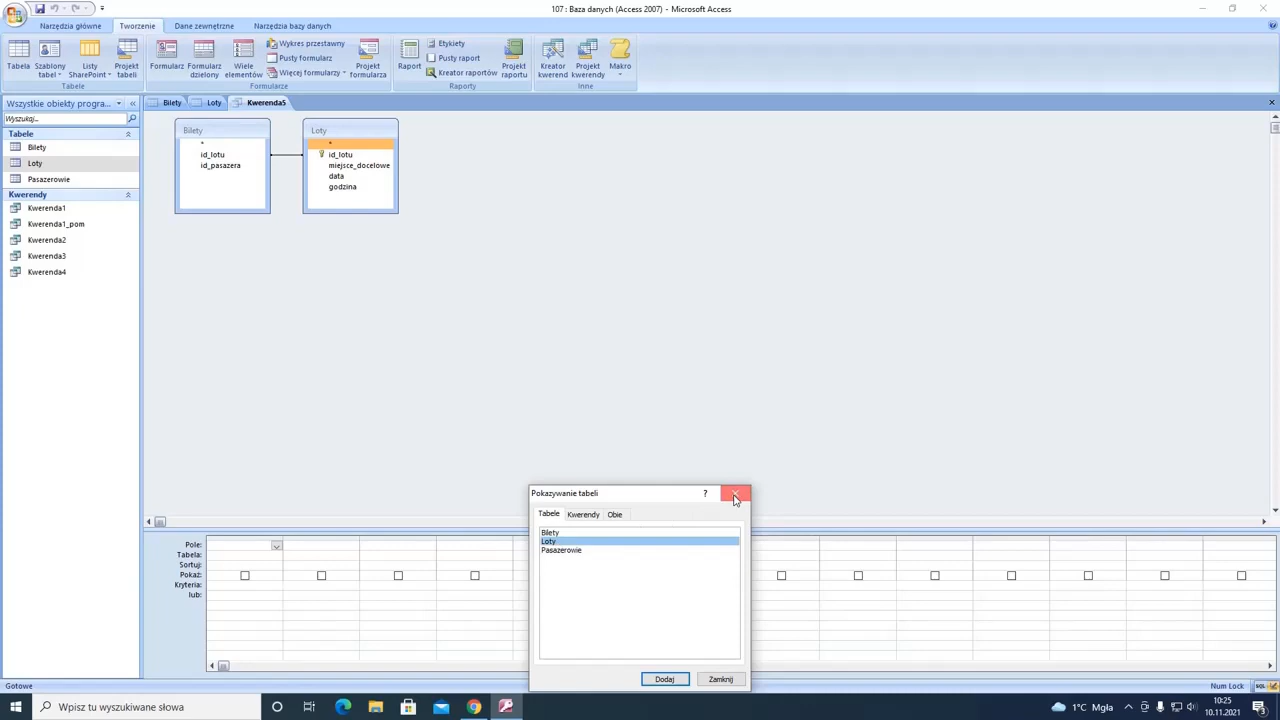 107 : Baza danych (Access 2007) - Microsoft Access
Narzędzia główne Tworzenie Dane zewnętrzne Narzędzia bazy danych
Tabela
Szablony tabel
Listy SharePoint
Projekt tabeli
Tabele
Formularz
Formularz dzielony
Wiele elementów
Wykres przestawny
Pusty formularz
Więcej formularzy
Projekt formularza
Formularze
Raport
Etykiety
Pusty raport
Kreator raportów
Projekt raportu
Raporty
Kreator kwerend
Projekt kwerendy
Makro
Inne
Wszystkie obiekty progra...
Wyszukaj...
Tabele
Bilety
Loty
Pasazerowie
Kwerendy
Kwerenda1
Kwerenda1_pom
Kwerenda2
Kwerenda3
Kwerenda4
Bilety Loty Kwerenda5
Bilety
*
id_lotu
id_pasazera
Loty
*
id_lotu
miejsce_docelowe
data
godzina
Pokazywanie tabeli ?
Tabele Kwerendy Obie
Bilety
Loty
Pasazerowie
Dodaj Zamknij
Pole:
Tabela:
Sortuj:
Pokaż:
Kryteria:
lub:
Gotowe
Num Lock
SQL
Wpisz tu wyszukiwane słowa
1°C Mgła
10:25
10.11.2021
3